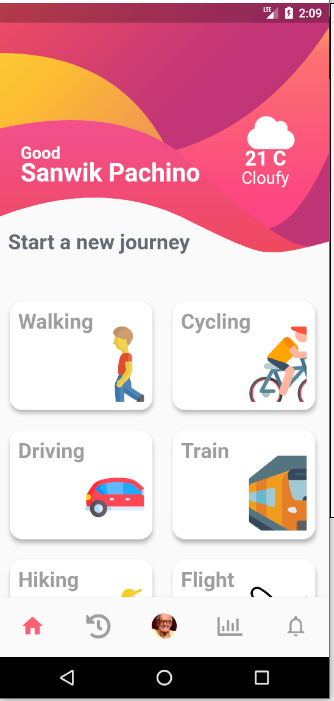 LTE 2:09
Good
Sanwik Pachino
21 C
Cloufy
Start a new journey
Walking Cycling
Driving Train
Hiking Flight